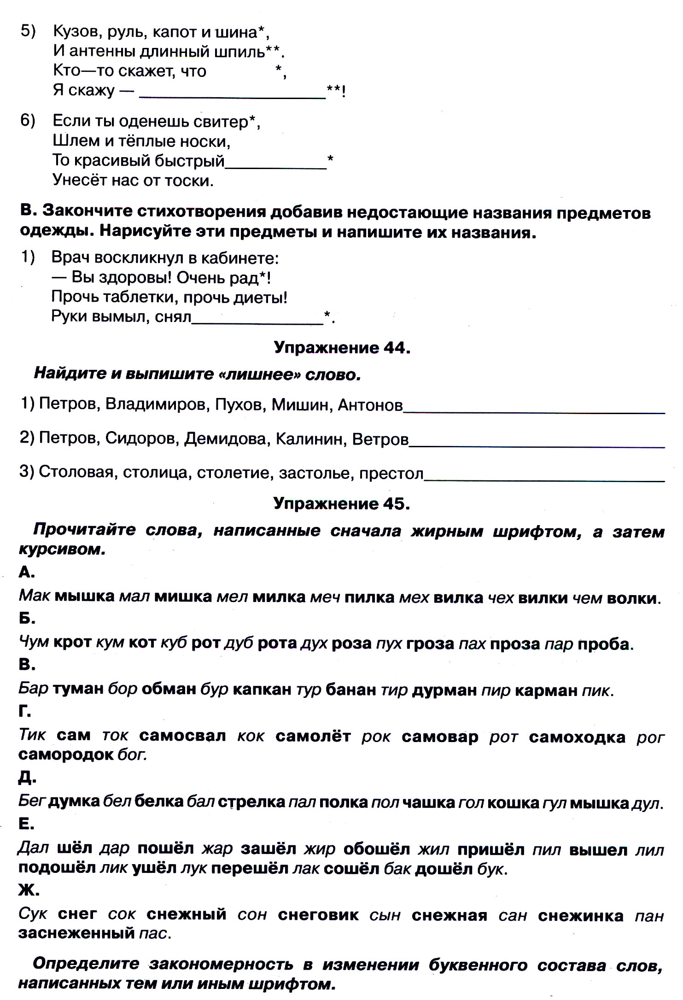 5) Кузов, руль, капот и шина*,
И антенны длинный шпиль**.
Кто—то скажет, что *,
Я скажу — ____________________**!
6) Если ты оденешь свитер*,
Шлем и тёплые носки,
То красивый быстрый___________*
Унесёт нас от тоски.
В. Закончите стихотворения добавив недостающие названия предметов
одежды. Нарисуйте эти предметы и напишите их названия.
1) Врач воскликнул в кабинете:
— Вы здоровы! Очень рад*!
Прочь таблетки, прочь диеты!
Руки вымыл, снял______________*.
Упражнение 44.
Найдите и выпишите «лишнее» слово.
1) Петров, Владимиров, Пухов, Мишин, Антонов____________________________
2) Петров, Сидоров, Демидова, Калинин, Ветров___________________________
3) Столовая, столица, столетие, застолье, престол__________________________
Упражнение 45.
Прочитайте слова, написанные сначала жирным шрифтом, а затем
курсивом.
А.
Мак мышка мал мишка мел милка меч пилка мех вилка чех вилки чем волки.
Б.
Чум крот кум кот куб рот дуб рота дух роза пух гроза пах проза пар проба.
В.
Бар туман бор обман бур капкан тур банан тир дурман пир карман пик.
Г.
Тик сам ток самосвал кок самолёт рок самовар рот самоходка рог
самородок бог.
Д.
Бег думка бел белка бал стрелка пал полка пол чашка гол кошка гул мышка дул.
Е.
Дал шёл дар пошёл жар зашёл жир обошёл жил пришёл пил вышел лил
подошёл лик ушёл лук перешёл лак сошёл бак дошёл бук.
Ж.
Сук снег сок снежный сон снеговик сын снежная сан снежинка пан
заснеженный пас.
Определите закономерность в изменении буквенного состава слов,
написанных тем или иным шрифтом.